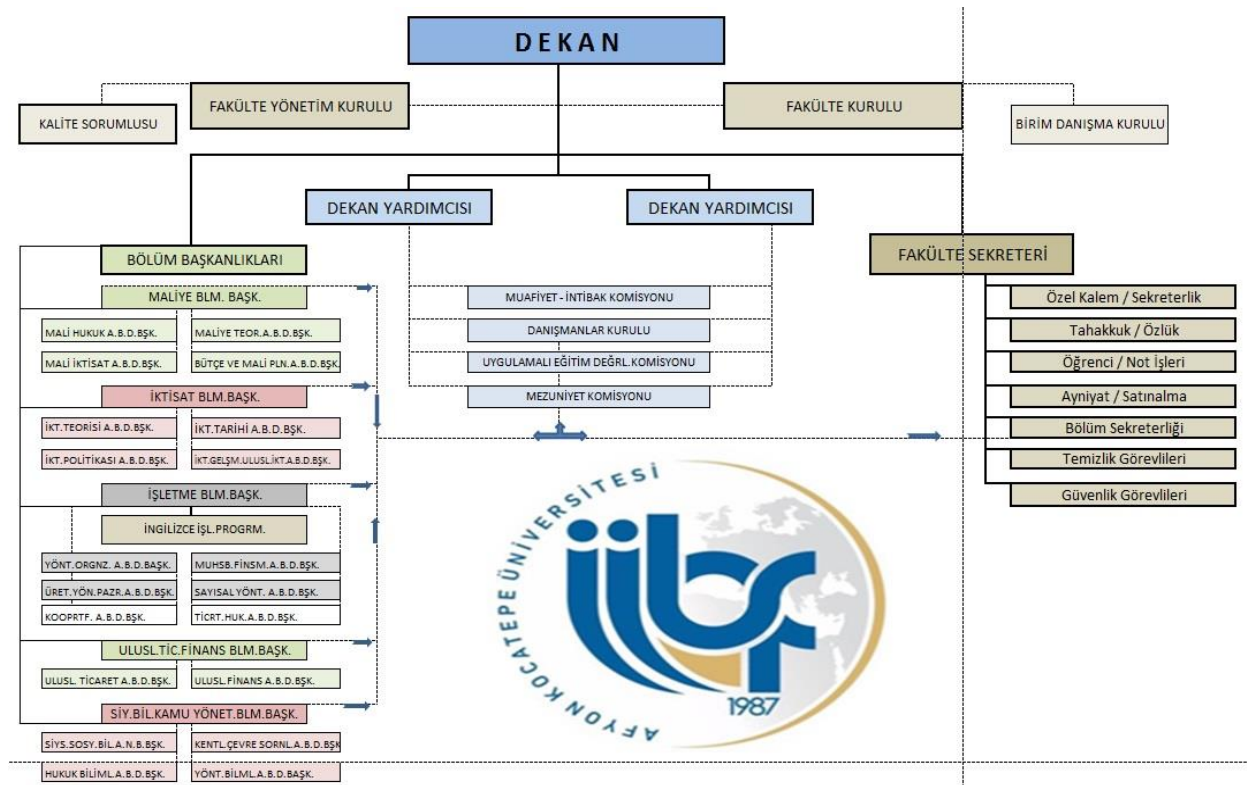 DEKAN
FAKÜLTE YÖNETİM KURULU
FAKÜLTE KURULU
KALİTE SORUMLUSU
BİRİM DANIŞMA KURULU
DEKAN YARDIMCISI
DEKAN YARDIMCISI
BÖLÜM BAŞKANLIKLARI
FAKÜLTE SEKRETERİ
MALİYE BLM. BAŞK.
MALİ HUKUK A.B.D.BŞK.
MALİYE TEOR.A.B.D.BŞK.
MALİ İKTİSAT A.B.D.BŞK.
BÜTÇE VE MALİ PLN.A.B.D.BŞK.
İKTİSAT BLM.BAŞK.
İKT.TEORİSİ A.B.D.BŞK.
İKT.TARİHİ A.B.D.BŞK.
İKT.POLİTİKASI A.B.D.BŞK.
İKT.GELŞM.ULUSL.İKT.A.B.D.BŞK.
İŞLETME BLM.BAŞK.
İNGİLİZCE İŞL.PROGRM.
YÖNT.ORGNZ. A.B.D.BAŞK.
MUHSB.FİNSM.A.B.D.BŞK.
ÜRET.YÖN.PAZR.A.B.D.BŞK.
SAYISAL YÖNT. A.B.D.BŞK.
KOOPRTF. A.B.D.BŞK.
TİCRT.HUK.A.B.D.BŞK.
ULUSL.TİC.FİNANS BLM.BAŞK.
ULUSL. TİCARET A.B.D.BŞK.
ULUSL.FİNANS A.B.D.BŞK.
SİY.BİL.KAMU YÖNET.BLM.BAŞK.
SİYS.SOSY.BİL.A.N.B.BŞK.
KENTL.ÇEVRE SORNL.A.B.D.BŞK
HUKUK BİLİML.A.B.D.BŞK.
YÖNT.BİLML.A.B.D.BAŞK.
MUAFİYET - İNTİBAK KOMİSYONU
DANIŞMANLAR KURULU
UYGULAMALI EĞİTİM DEĞRL.KOMİSYONU
MEZUNİYET KOMİSYONU
Özel Kalem / Sekreterlik
Tahakkuk / Özlük
Öğrenci / Not İşleri
Ayniyat / Satınalma
Bölüm Sekreterliği
Temizlik Görevlileri
Güvenlik Görevlileri
AFYON KOCATEPE ÜNİVERSİTESİ
iibf
1987